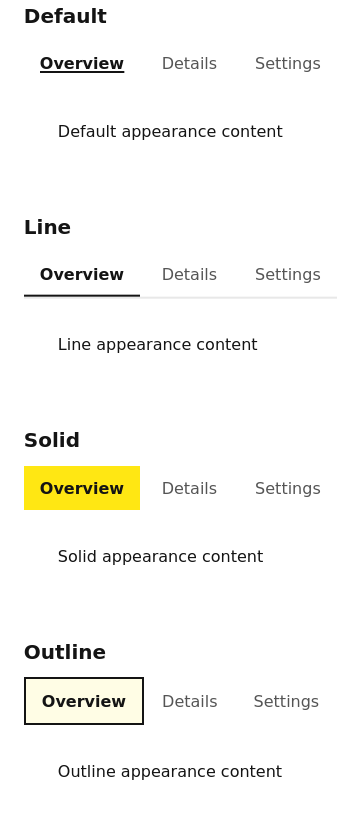 Default
Overview Details Settings
Default appearance content
Line
Overview Details Settings
Line appearance content
Solid
Overview Details Settings
Solid appearance content
Outline
Overview Details Settings
Outline appearance content